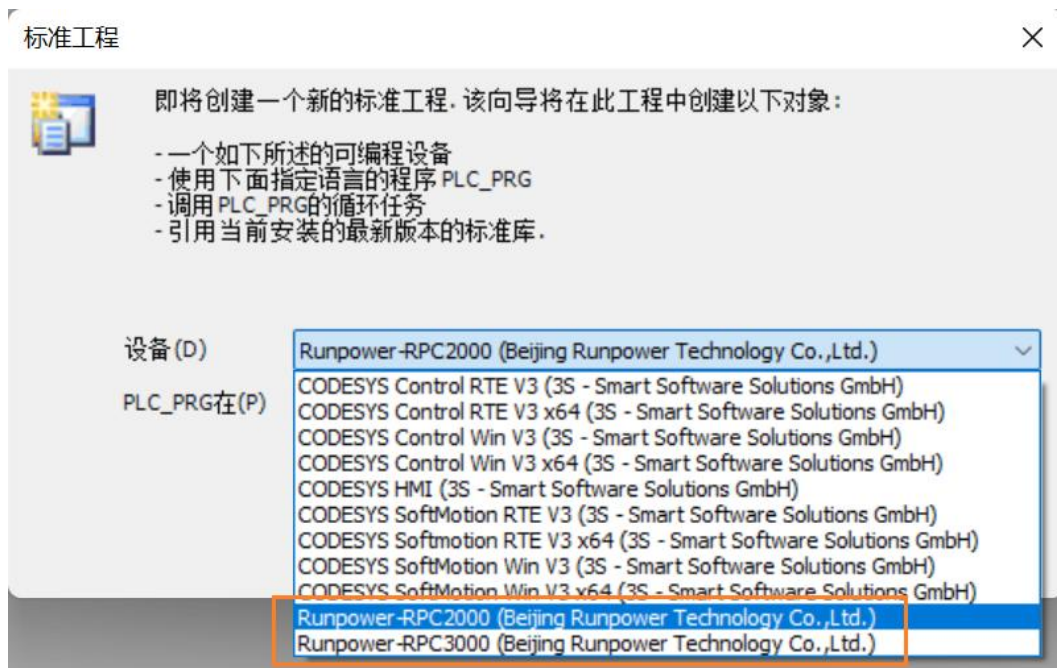 标准工程
即将创建一个新的标准工程.该向导将在此工程中创建以下对象:
-一个如下所述的可编程设备
-使用下面指定语言的程序PLC_PRG
-调用PLC_PRG的循环任务
-引用当前安装的最新版本的标准库.
设备(D)
Runpower-RPC2000 (Beijing Runpower Technology Co.,Ltd.)
PLC_PRG在(P)
CODESYS Control RTE V3 (3S - Smart Software Solutions GmbH)
CODESYS Control RTE V3 x64 (3S - Smart Software Solutions GmbH)
CODESYS Control Win V3 (3S - Smart Software Solutions GmbH)
CODESYS Control Win V3 x64 (3S - Smart Software Solutions GmbH)
CODESYS HMI (3S - Smart Software Solutions GmbH)
CODESYS SoftMotion RTE V3 (3S - Smart Software Solutions GmbH)
CODESYS Softmotion RTE V3 x64 (3S - Smart Software Solutions GmbH)
CODESYS SoftMotion Win V3 (3S - Smart Software Solutions GmbH)
CODESYS SoftMotion Win V3 x64 (3S - Smart Software Solutions GmbH)
Runpower-RPC2000 (Beijing Runpower Technology Co.,Ltd.)
Runpower-RPC3000 (Beijing Runpower Technology Co.,Ltd.)